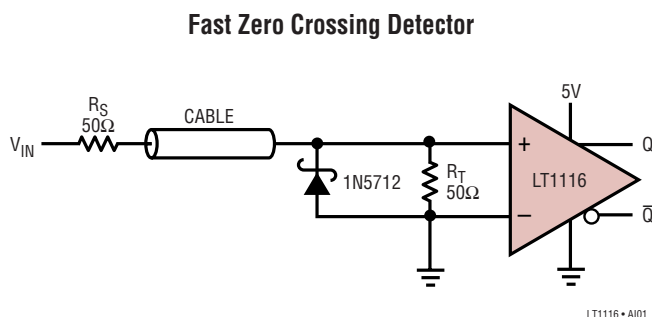 Fast Zero Crossing Detector
5V
R_S
50Ω
CABLE
V_IN
+
Q
1N5712
R_T
50Ω
LT1116
−
Q̅
LT1116 • AI01